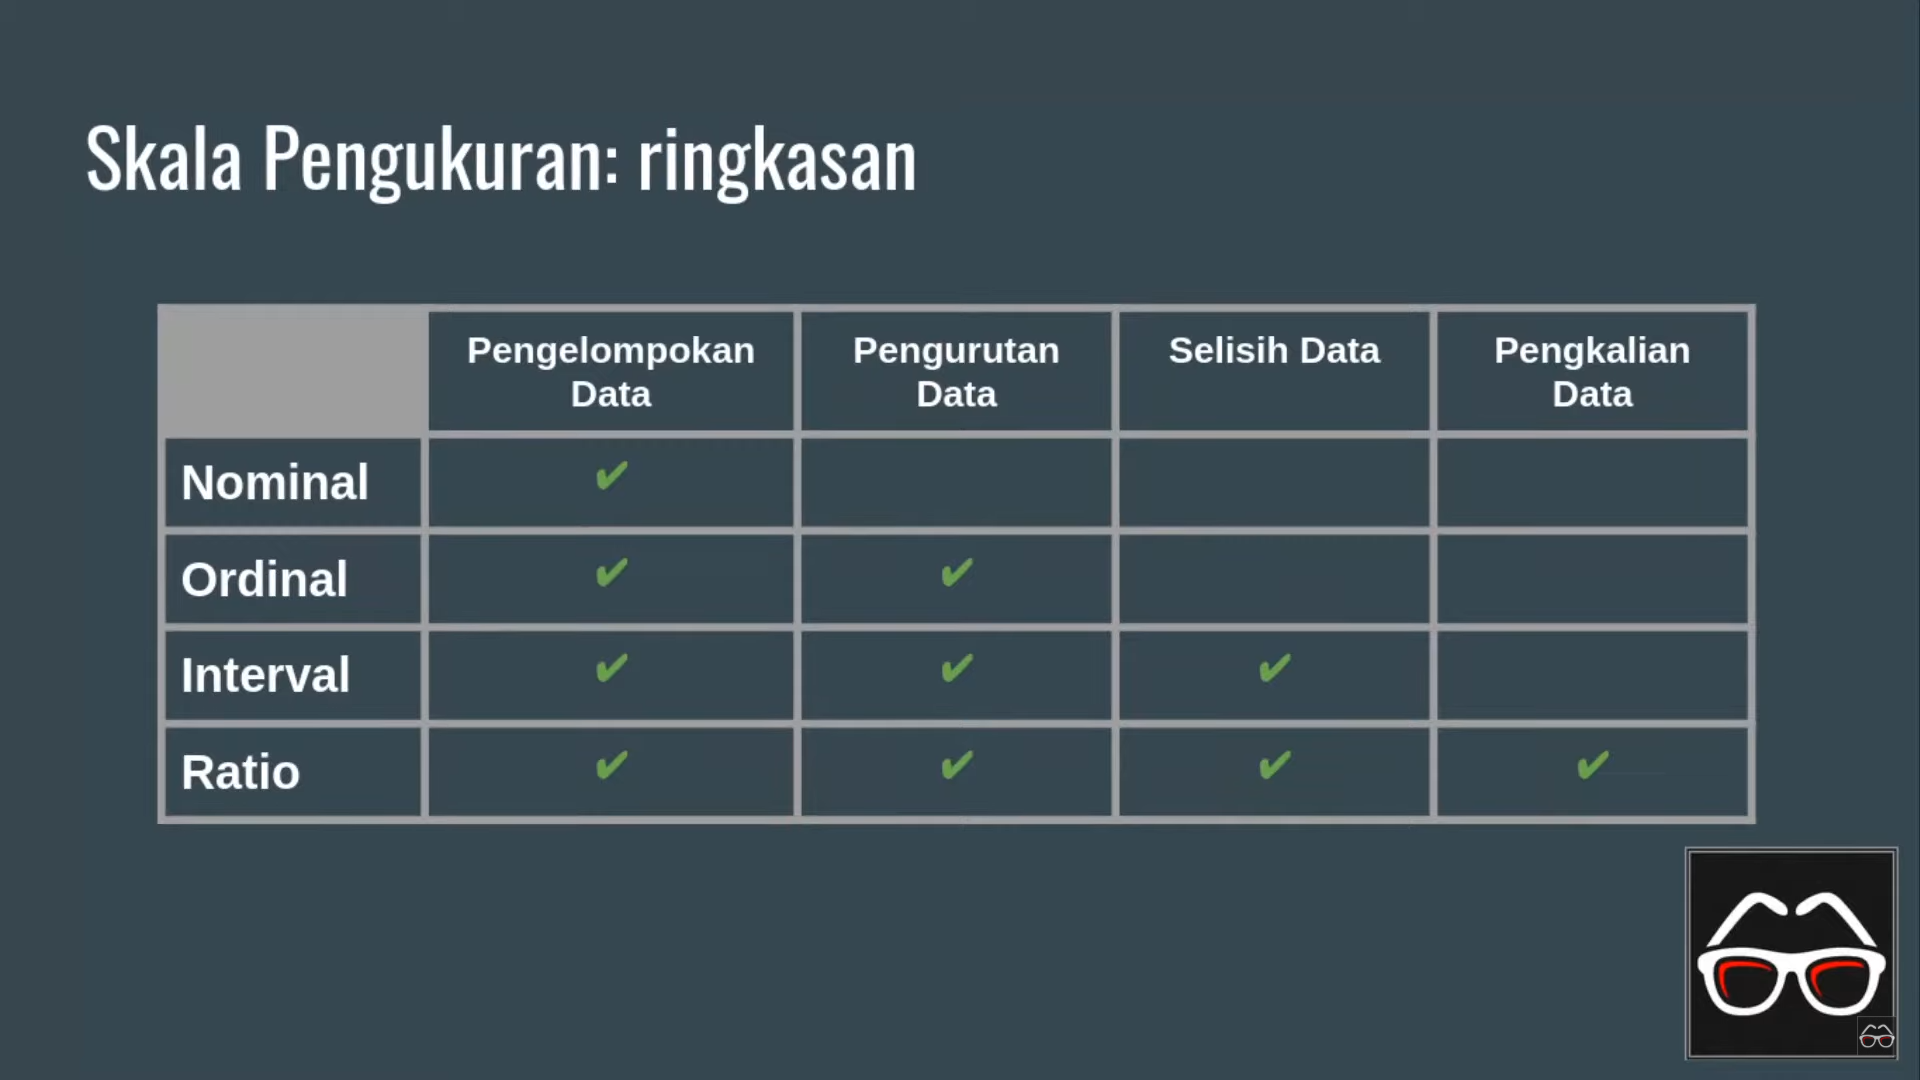 Skala Pengukuran: ringkasan
Pengelompokan
Data
Pengurutan
Data
Selisih Data
Pengkalian
Data
Nominal ✔
Ordinal ✔ ✔
Interval ✔ ✔ ✔
Ratio ✔ ✔ ✔ ✔